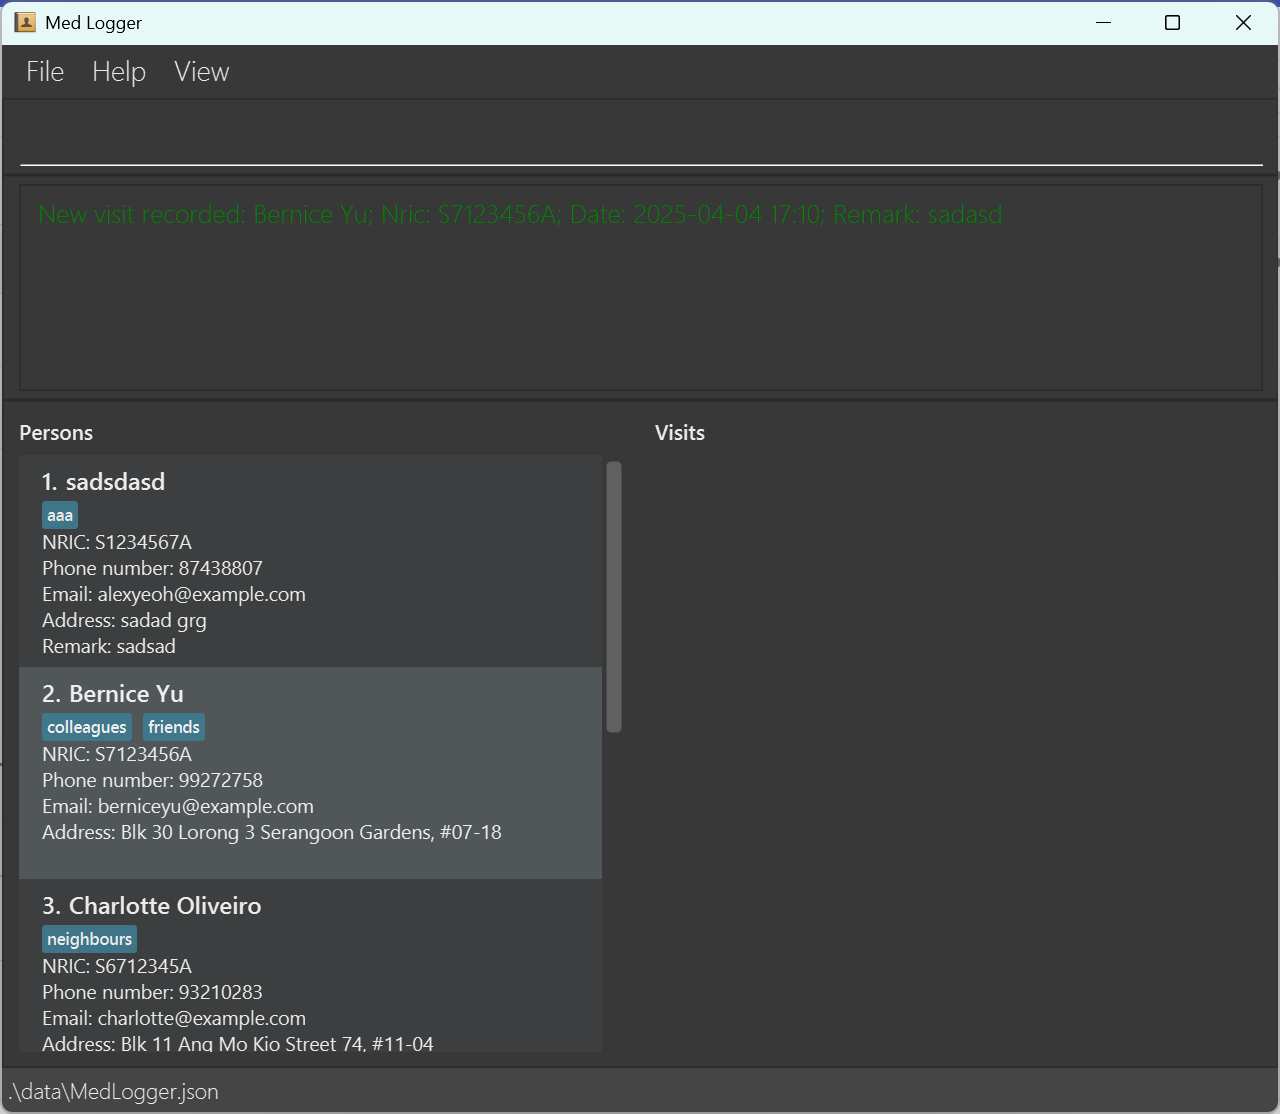 Med Logger
File Help View
New visit recorded: Bernice Yu; Nric: S7123456A; Date: 2025-04-04 17:10; Remark: sadasd
Persons
1. sadsdasd
aaa
NRIC: S1234567A
Phone number: 87438807
Email: alexyeoh@example.com
Address: sadad grg
Remark: sadsad
2. Bernice Yu
colleagues friends
NRIC: S7123456A
Phone number: 99272758
Email: berniceyu@example.com
Address: Blk 30 Lorong 3 Serangoon Gardens, #07-18
3. Charlotte Oliveiro
neighbours
NRIC: S6712345A
Phone number: 93210283
Email: charlotte@example.com
Address: Blk 11 Ang Mo Kio Street 74, #11-04
Visits
.\data\MedLogger.json